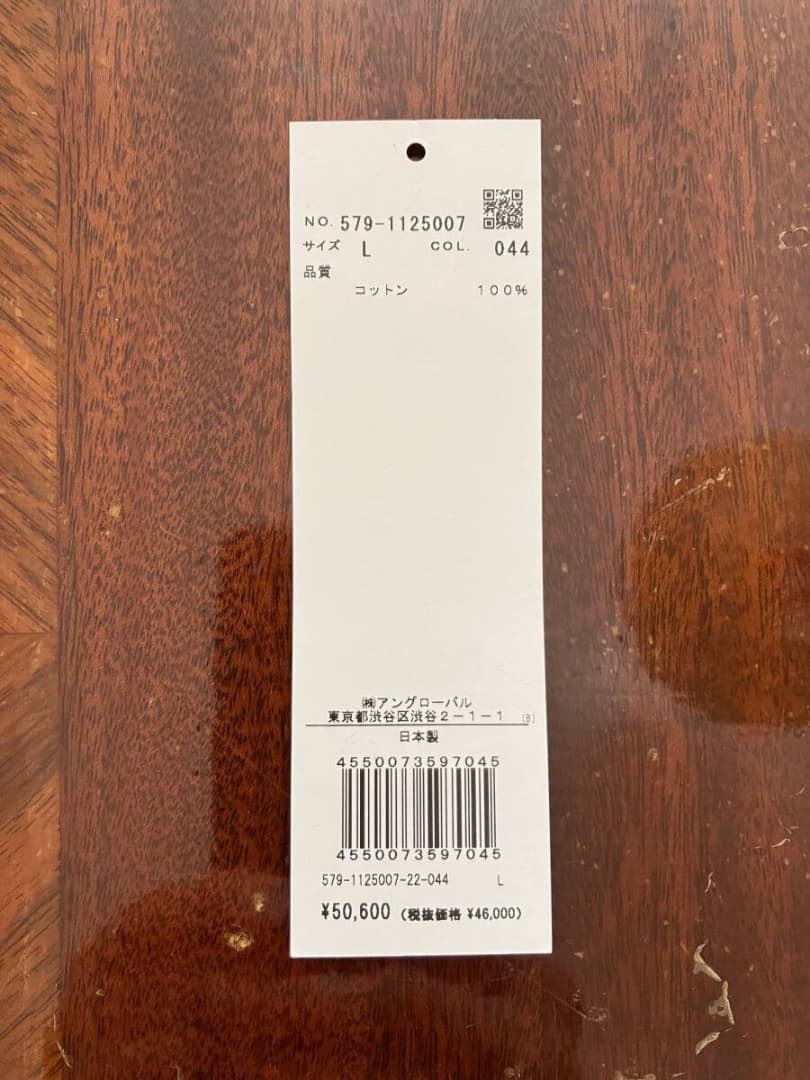 NO. 579-1125007
サイズ L COL. 044
品質
コットン 100%
㈱アングローバル
東京都渋谷区渋谷2-1-1 (B)
日本製
4550073597045
4550073597045
579-1125007-22-044 L
¥50,600 (税抜価格 ¥46,000)